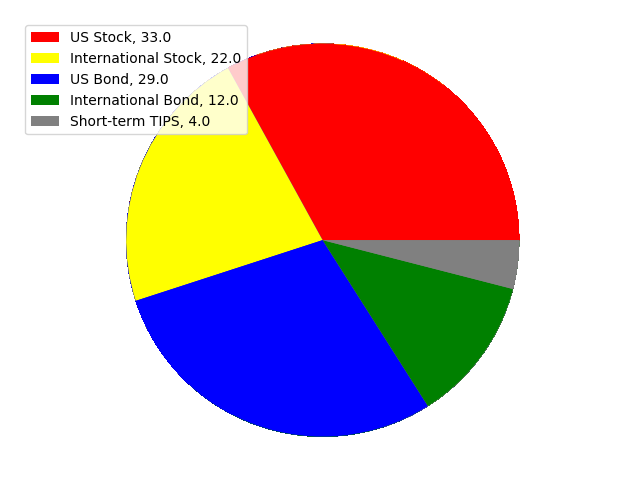 US Stock, 33.0
International Stock, 22.0
US Bond, 29.0
International Bond, 12.0
Short-term TIPS, 4.0